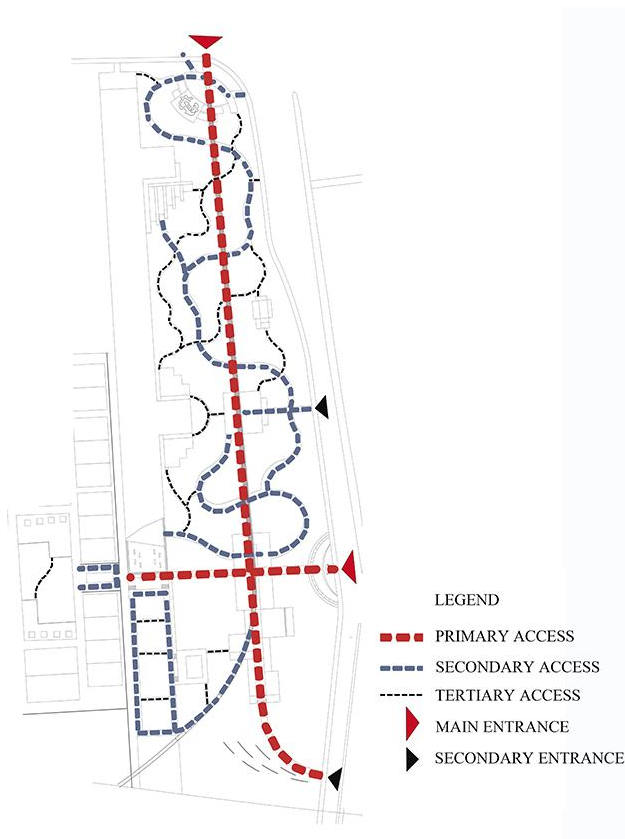 LEGEND
PRIMARY ACCESS
SECONDARY ACCESS
TERTIARY ACCESS
MAIN ENTRANCE
SECONDARY ENTRANCE